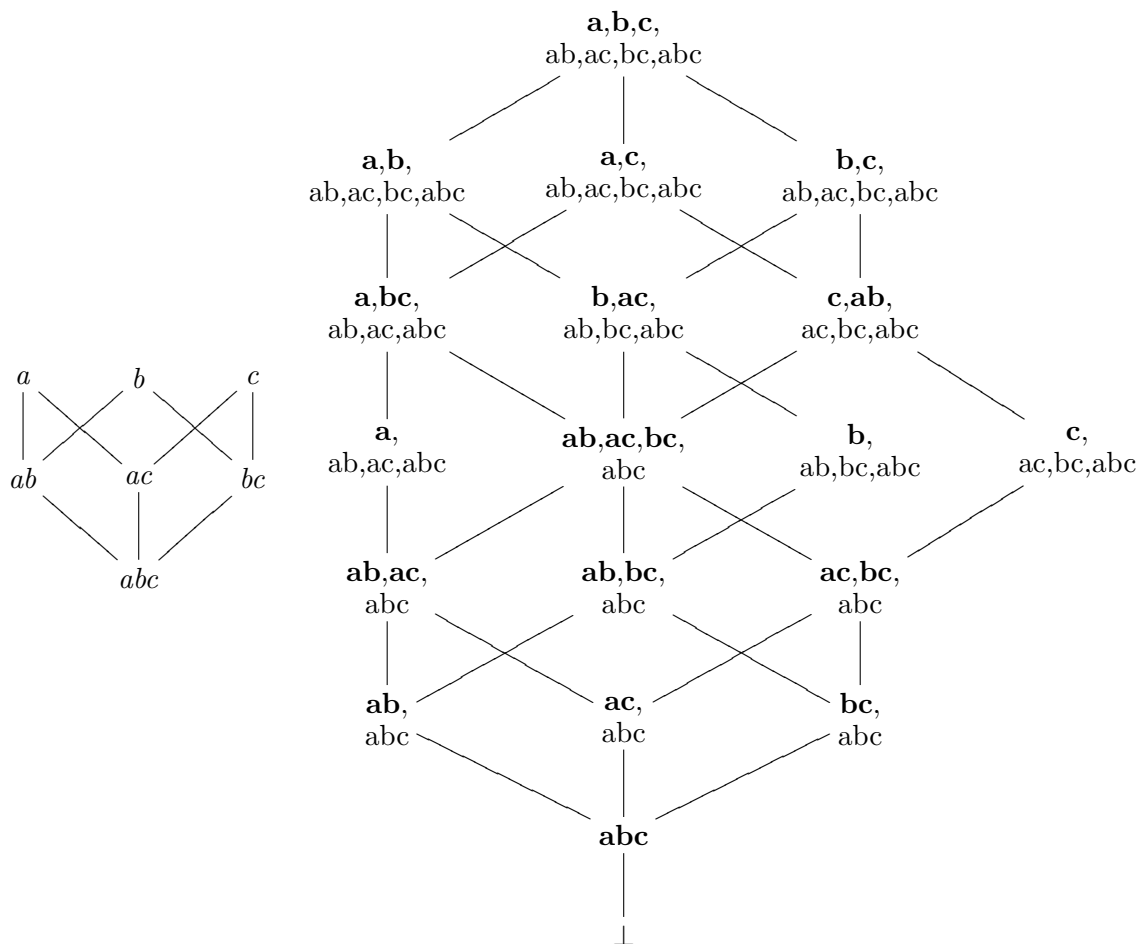 a,b,c,
ab,ac,bc,abc
a,b,
ab,ac,bc,abc
a,c,
ab,ac,bc,abc
b,c,
ab,ac,bc,abc
a,bc,
ab,ac,abc
b,ac,
ab,bc,abc
c,ab,
ac,bc,abc
a b c
ab ac bc
abc
a,
ab,ac,abc
ab,ac,bc,
abc
b,
ab,bc,abc
c,
ac,bc,abc
ab,ac,
abc
ab,bc,
abc
ac,bc,
abc
ab,
abc
ac,
abc
bc,
abc
abc
⊥